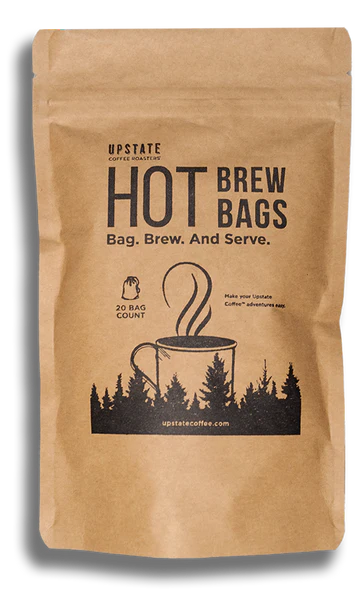 UPSTATE
COFFEE ROASTERS
HOT BREW
BAGS
Bag. Brew. And Serve.
20 BAG
COUNT
Make your Upstate
Coffee™ adventures easy.
upstatecoffee.com